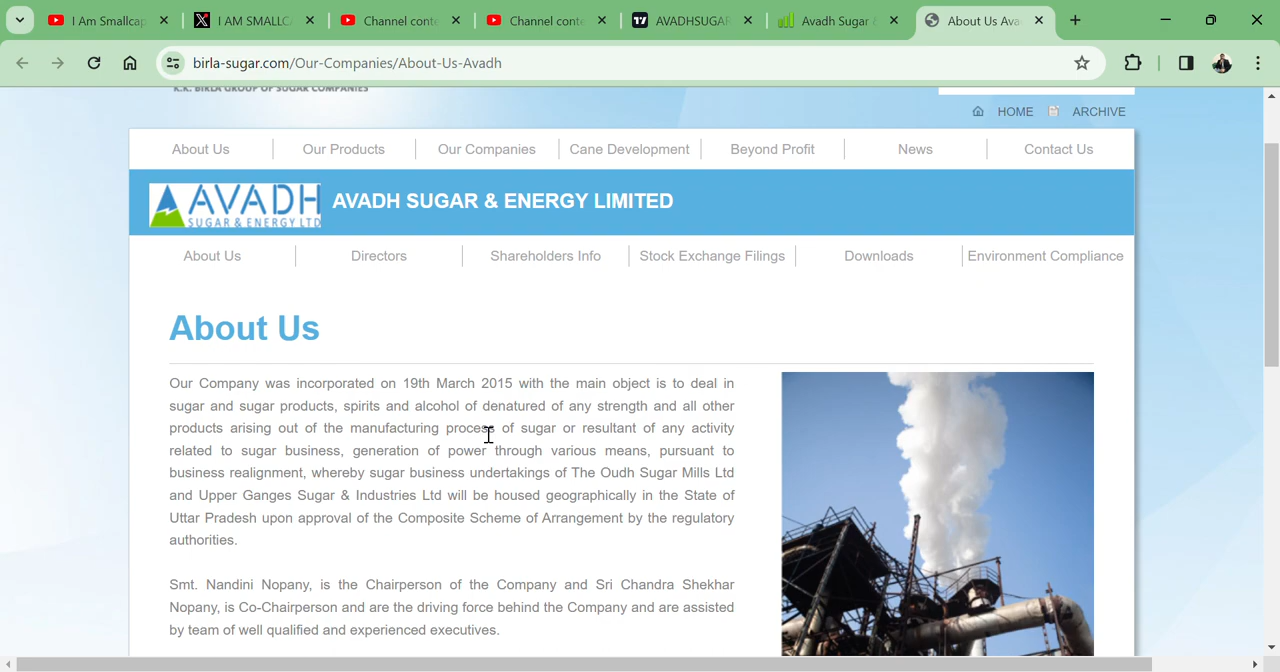 I Am Smallcap
I AM SMALLC
Channel conte
Channel conte
AVADHSUGAR
Avadh Sugar
About Us Ava
birla-sugar.com/Our-Companies/About-Us-Avadh
K.K. BIRLA GROUP OF SUGAR COMPANIES
HOME ARCHIVE
About Us Our Products Our Companies Cane Development Beyond Profit News Contact Us
AVADH
SUGAR & ENERGY LTD
AVADH SUGAR & ENERGY LIMITED
About Us Directors Shareholders Info Stock Exchange Filings Downloads Environment Compliance
About Us
Our Company was incorporated on 19th March 2015 with the main object is to deal in
sugar and sugar products, spirits and alcohol of denatured of any strength and all other
products arising out of the manufacturing process of sugar or resultant of any activity
related to sugar business, generation of power through various means, pursuant to
business realignment, whereby sugar business undertakings of The Oudh Sugar Mills Ltd
and Upper Ganges Sugar & Industries Ltd will be housed geographically in the State of
Uttar Pradesh upon approval of the Composite Scheme of Arrangement by the regulatory
authorities.
Smt. Nandini Nopany, is the Chairperson of the Company and Sri Chandra Shekhar
Nopany, is Co-Chairperson and are the driving force behind the Company and are assisted
by team of well qualified and experienced executives.